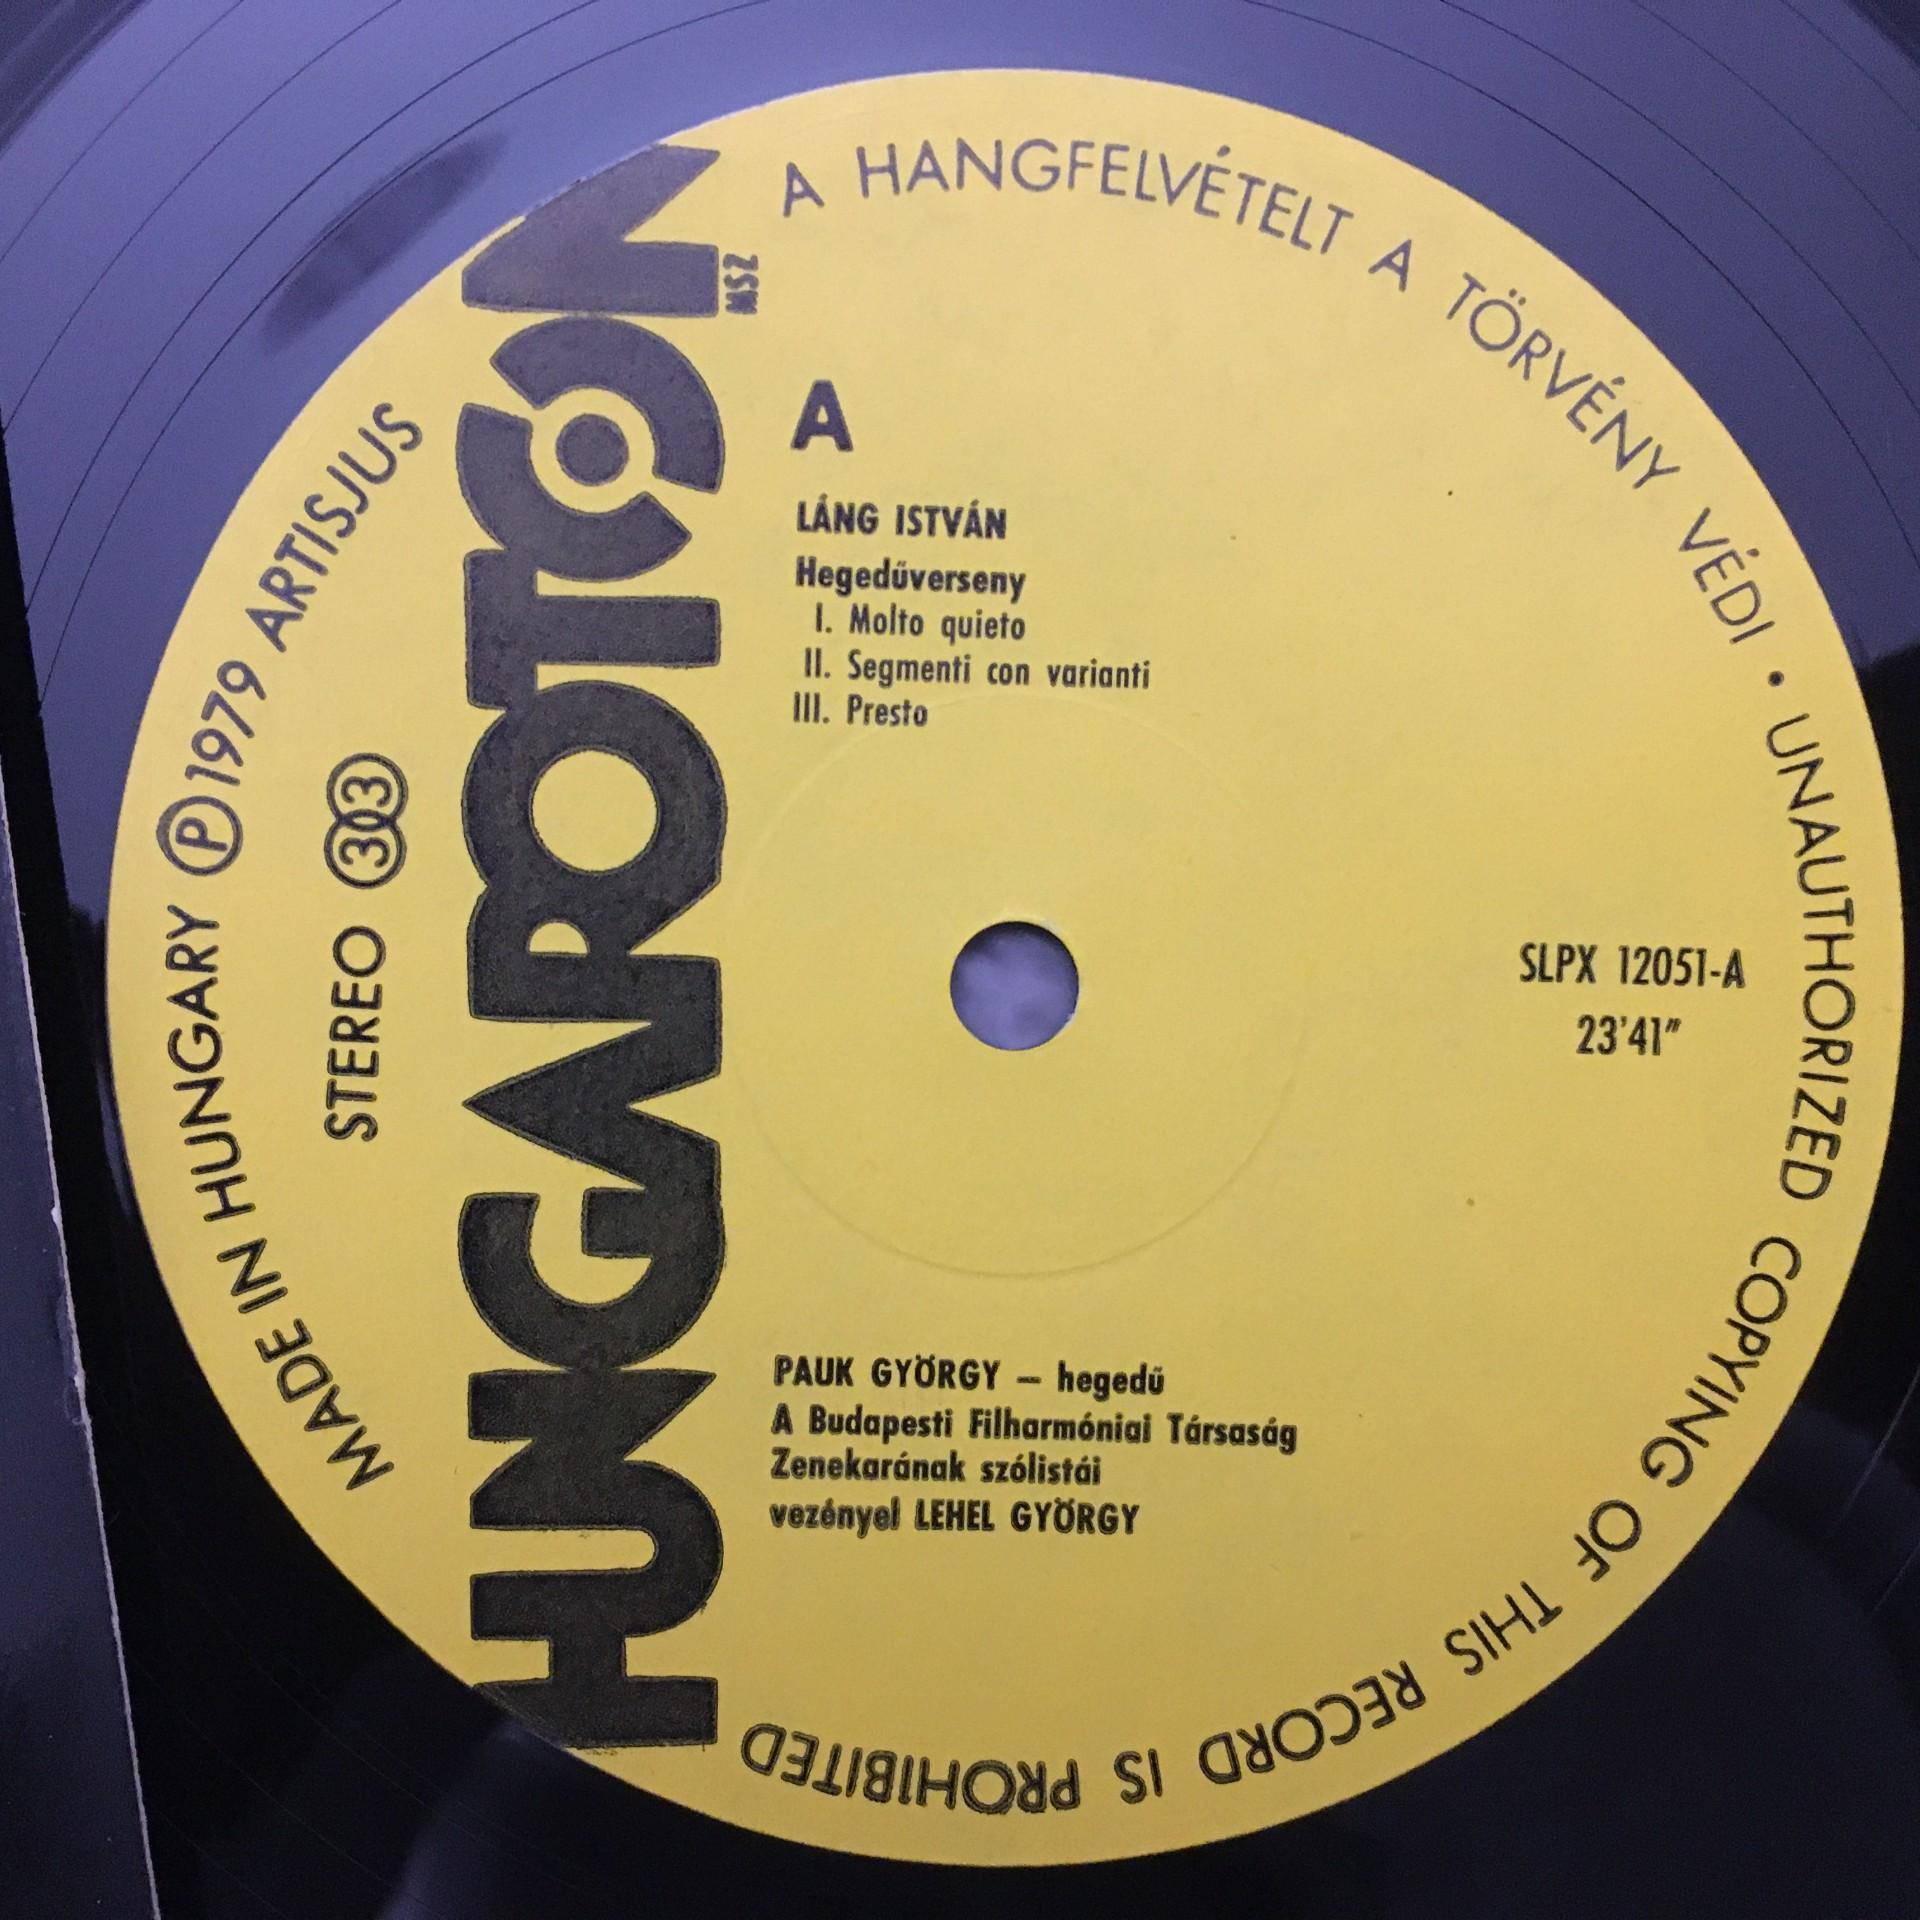 A HANGFELVÉTELT A TÖRVÉNY VÉDI • UNAUTHORIZED COPYING OF THIS RECORD IS PROHIBITED
MADE IN HUNGARY Ⓟ 1979 ARTISJUS
STEREO 33
HUNGAROTON
MSZ
A
LÁNG ISTVÁN
Hegedűverseny
I. Molto quieto
II. Segmenti con varianti
III. Presto
SLPX 12051-A
23'41"
PAUK GYÖRGY – hegedű
A Budapesti Filharmóniai Társaság
Zenekarának szólistái
vezényel LEHEL GYÖRGY